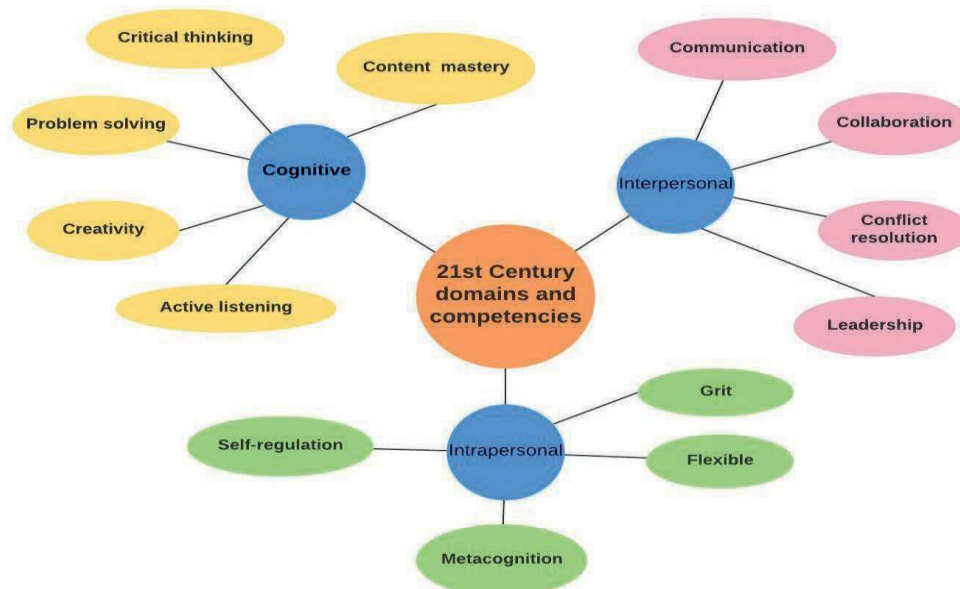 21st Century
domains and
competencies
Cognitive
Critical thinking
Content mastery
Problem solving
Creativity
Active listening
Interpersonal
Communication
Collaboration
Conflict
resolution
Leadership
Intrapersonal
Grit
Self-regulation
Flexible
Metacognition